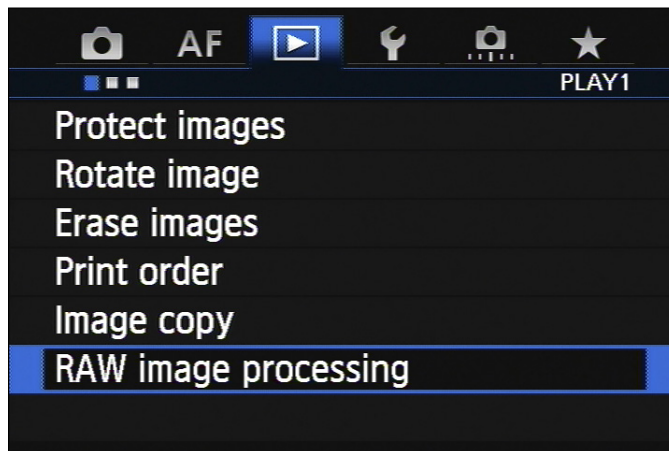 AF
PLAY1
Protect images
Rotate image
Erase images
Print order
Image copy
RAW image processing